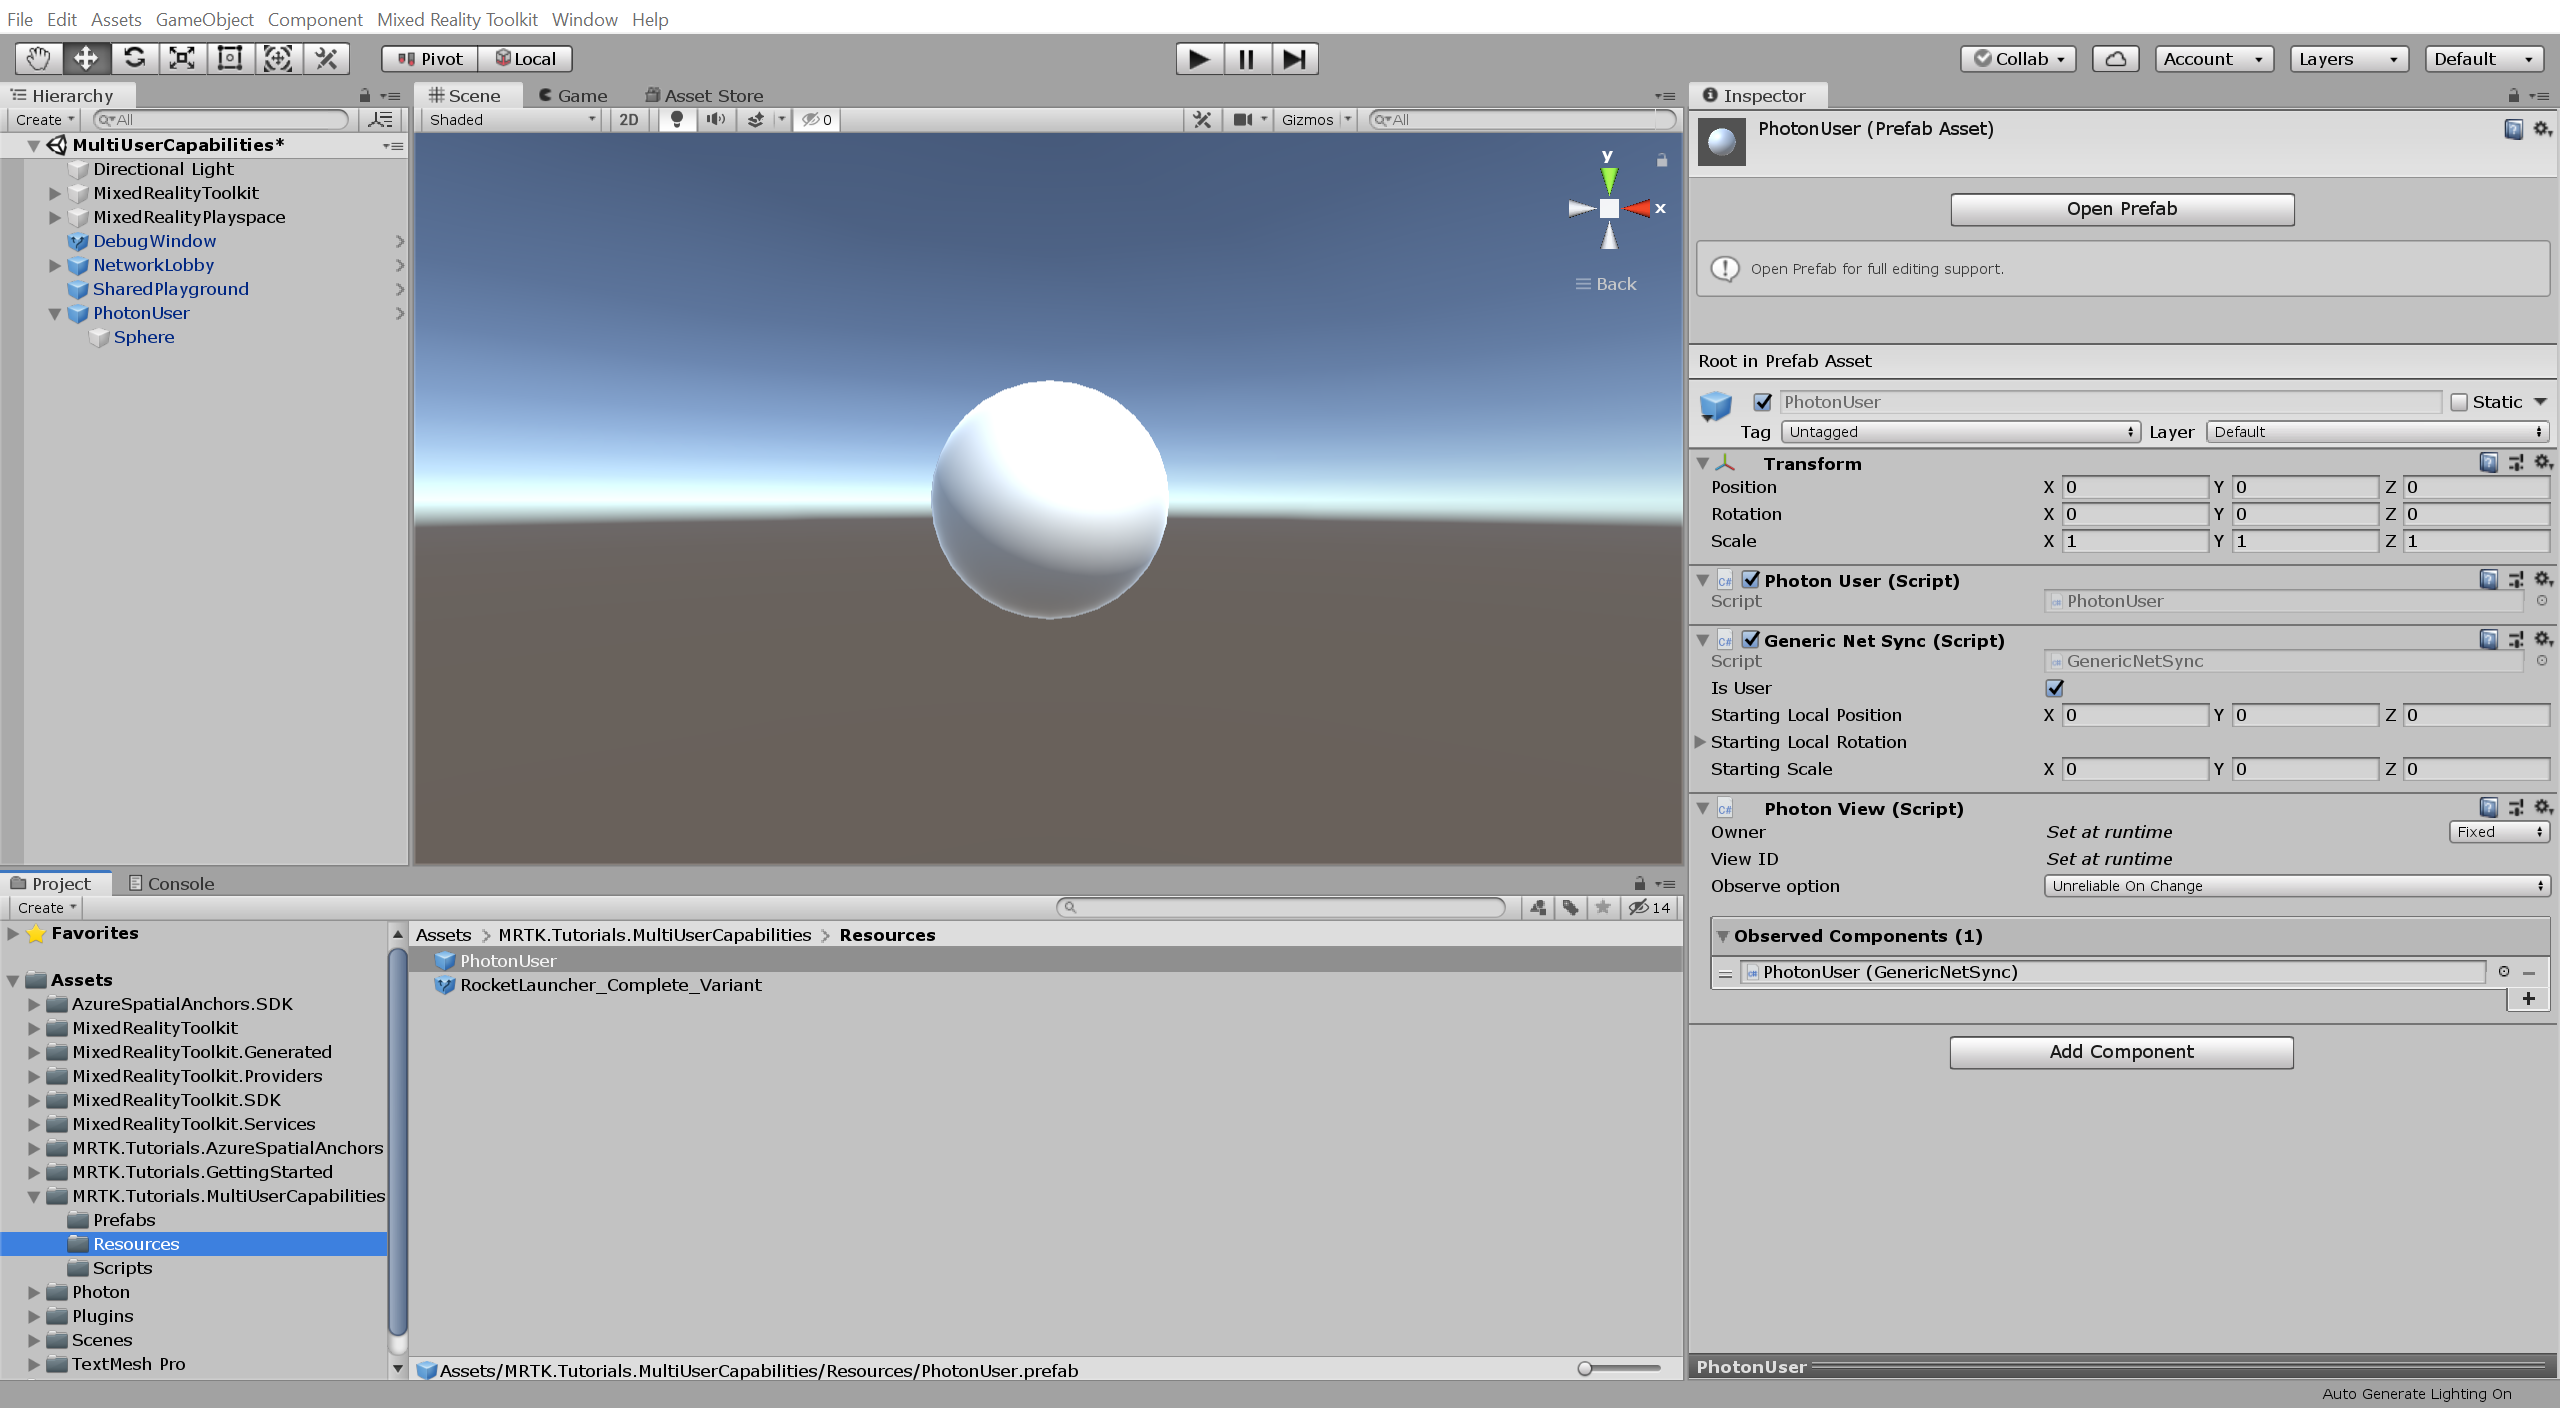 File Edit Assets GameObject Component Mixed Reality Toolkit Window Help
Pivot Local
Collab Account Layers Default
Hierarchy
Create All
MultiUserCapabilities*
Directional Light
MixedRealityToolkit
MixedRealityPlayspace
DebugWindow
NetworkLobby
SharedPlayground
PhotonUser
Sphere
Scene Game Asset Store
Shaded 2D 0 Gizmos All
y
x
Back
Project Console
Create 14
Favorites
Assets
AzureSpatialAnchors.SDK
MixedRealityToolkit
MixedRealityToolkit.Generated
MixedRealityToolkit.Providers
MixedRealityToolkit.SDK
MixedRealityToolkit.Services
MRTK.Tutorials.AzureSpatialAnchors
MRTK.Tutorials.GettingStarted
MRTK.Tutorials.MultiUserCapabilities
Prefabs
Resources
Scripts
Photon
Plugins
Scenes
TextMesh Pro
Assets MRTK.Tutorials.MultiUserCapabilities Resources
PhotonUser
RocketLauncher_Complete_Variant
Assets/MRTK.Tutorials.MultiUserCapabilities/Resources/PhotonUser.prefab
Inspector
PhotonUser (Prefab Asset)
Open Prefab
Open Prefab for full editing support.
Root in Prefab Asset
PhotonUser Static
Tag Untagged Layer Default
Transform
Position X 0 Y 0 Z 0
Rotation X 0 Y 0 Z 0
Scale X 1 Y 1 Z 1
C# Photon User (Script)
Script PhotonUser
C# Generic Net Sync (Script)
Script GenericNetSync
Is User
Starting Local Position X 0 Y 0 Z 0
Starting Local Rotation
Starting Scale X 0 Y 0 Z 0
C# Photon View (Script)
Owner Set at runtime Fixed
View ID Set at runtime
Observe option Unreliable On Change
Observed Components (1)
PhotonUser (GenericNetSync)
Add Component
PhotonUser
Auto Generate Lighting On